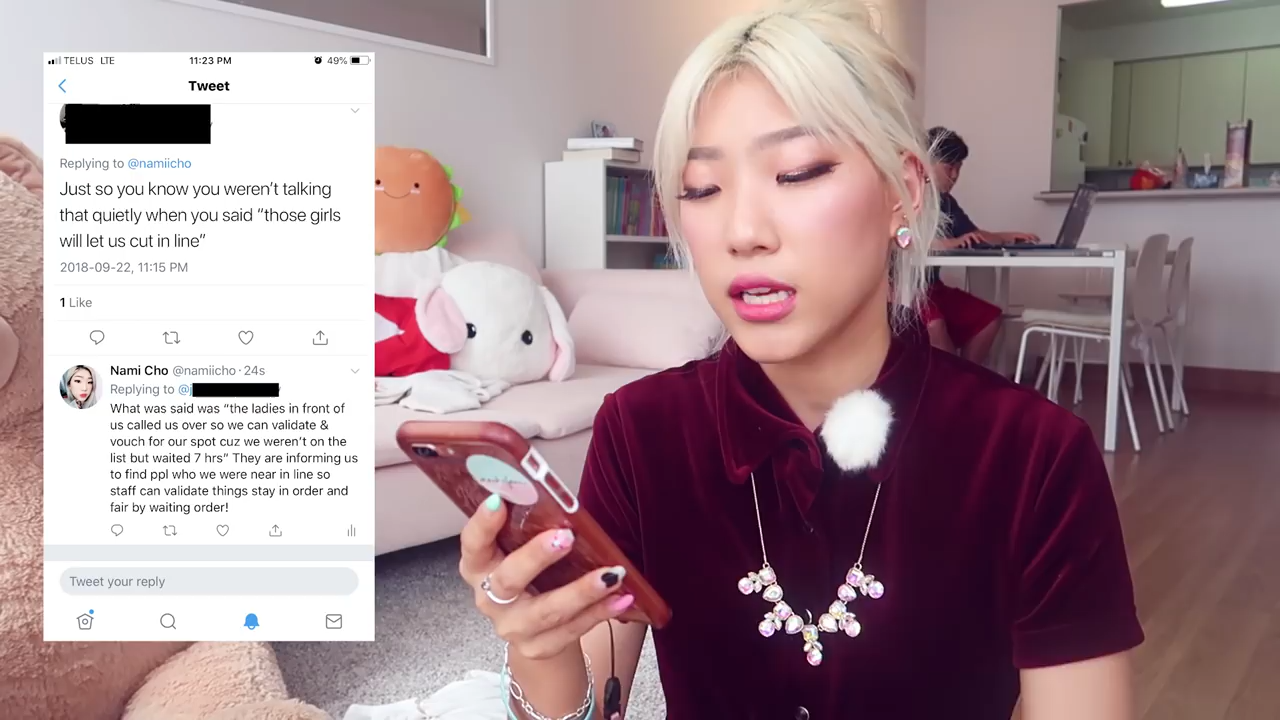 TELUS LTE 11:23 PM 49%
Tweet
Replying to @namiicho
Just so you know you weren’t talking
that quietly when you said “those girls
will let us cut in line”
2018-09-22, 11:15 PM
1 Like
Nami Cho @namiicho · 24s
Replying to @j
What was said was “the ladies in front of
us called us over so we can validate &
vouch for our spot cuz we weren’t on the
list but waited 7 hrs” They are informing us
to find ppl who we were near in line so
staff can validate things stay in order and
fair by waiting order!
Tweet your reply